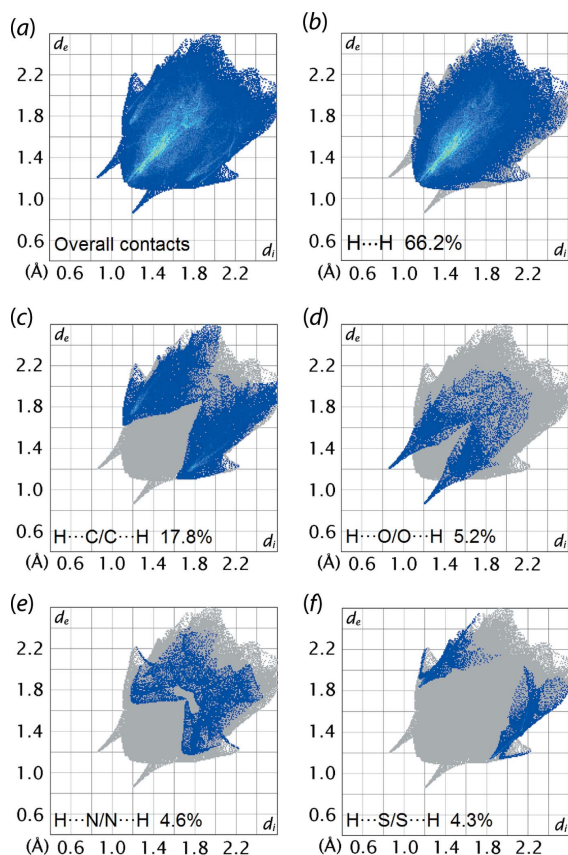 (a) (b)
de de
2.2 2.2
1.8 1.8
1.4 1.4
1.0 1.0
0.6 Overall contacts di 0.6 H···H 66.2% di
(Å) 0.6 1.0 1.4 1.8 2.2 (Å) 0.6 1.0 1.4 1.8 2.2
(c) (d)
de de
2.2 2.2
1.8 1.8
1.4 1.4
1.0 1.0
0.6 H···C/C···H 17.8% di 0.6 H···O/O···H 5.2% di
(Å) 0.6 1.0 1.4 1.8 2.2 (Å) 0.6 1.0 1.4 1.8 2.2
(e) (f)
de de
2.2 2.2
1.8 1.8
1.4 1.4
1.0 1.0
0.6 H···N/N···H 4.6% di 0.6 H···S/S···H 4.3% di
(Å) 0.6 1.0 1.4 1.8 2.2 (Å) 0.6 1.0 1.4 1.8 2.2